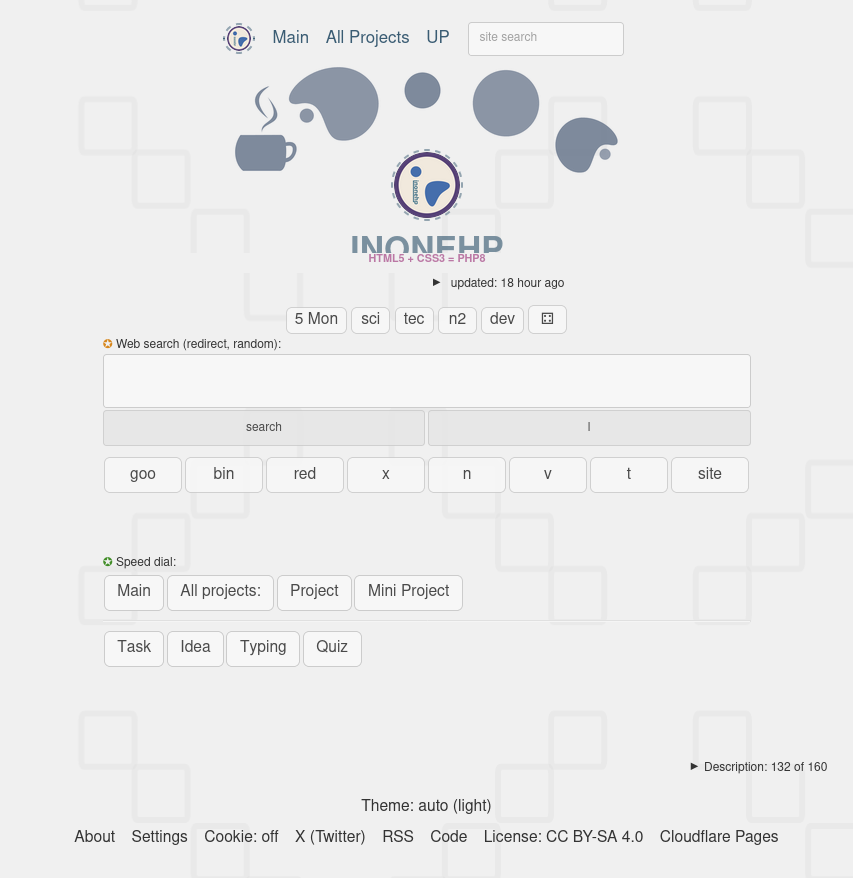 Main All Projects UP site search
inonehp
INONEHP
HTML5 + CSS3 = PHP8
► updated: 18 hour ago
5 Mon sci tec n2 dev ⚃
✪ Web search (redirect, random):
search l
goo bin red x n v t site
✪ Speed dial:
Main All projects: Project Mini Project
Task Idea Typing Quiz
► Description: 132 of 160
Theme: auto (light)
About Settings Cookie: off X (Twitter) RSS Code License: CC BY-SA 4.0 Cloudflare Pages